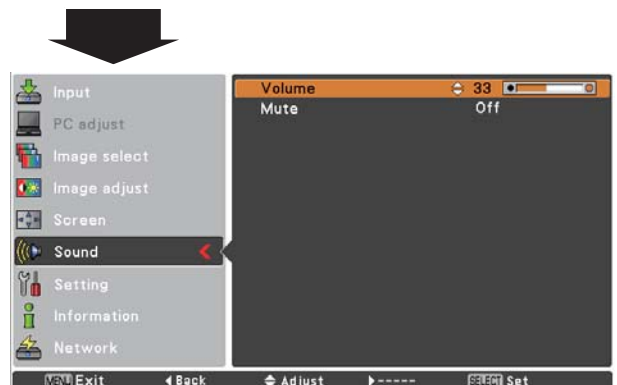 Input
PC adjust
Image select
Image adjust
Screen
Sound
Setting
Information
Network
Volume 33
Mute Off
MENU Exit Back Adjust ----- SELECT Set